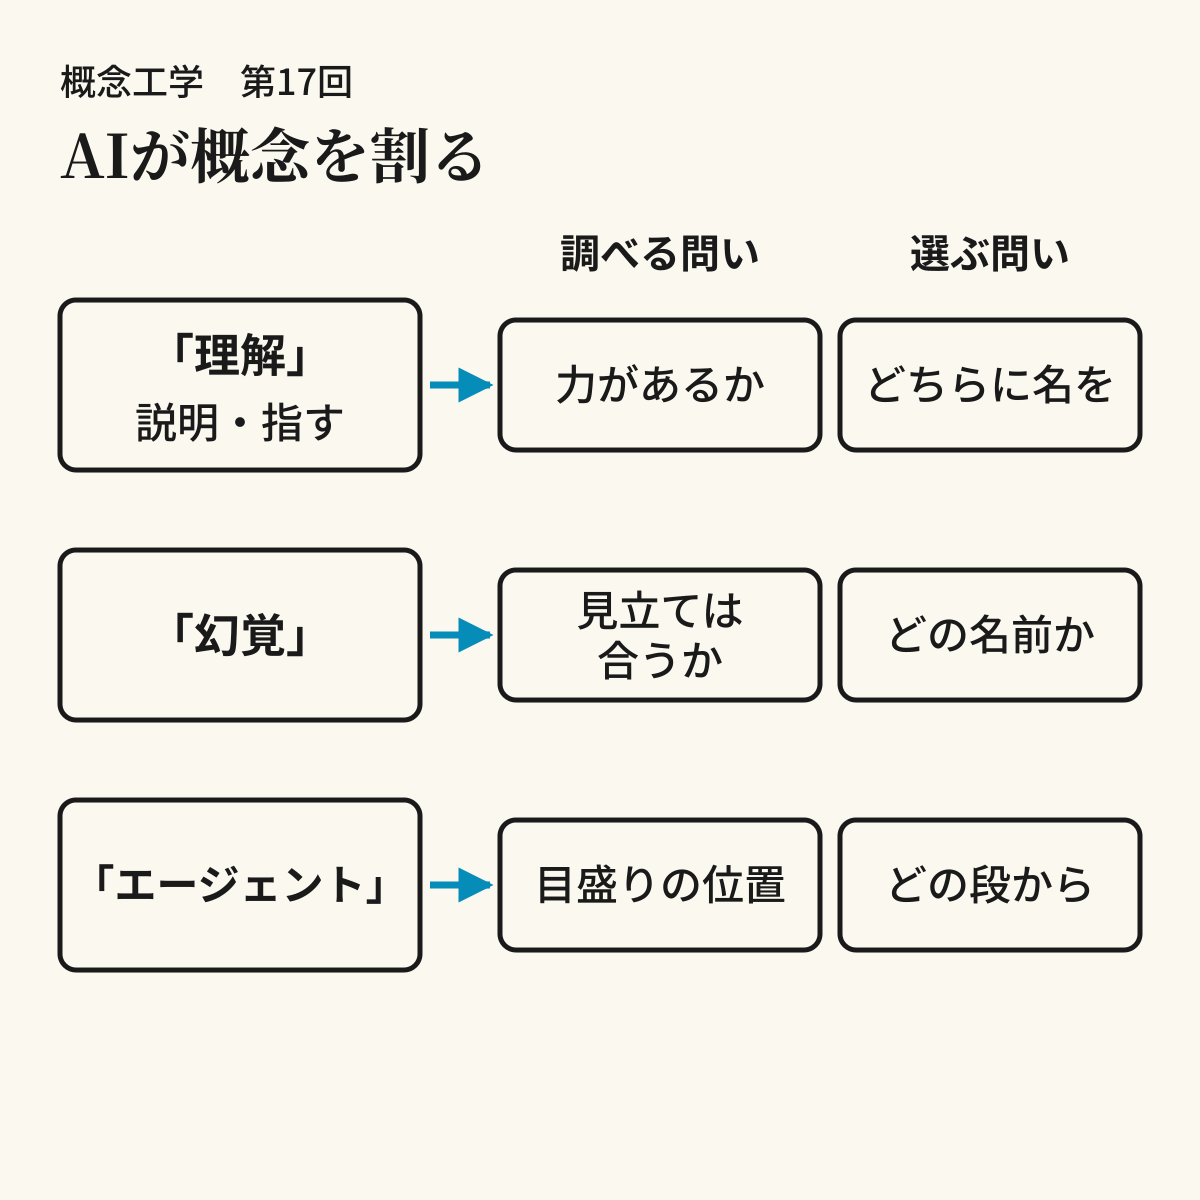 概念工学　第17回
AIが概念を割る
調べる問い
選ぶ問い
「理解」
説明・指す
力があるか
どちらに名を
「幻覚」
見立ては
合うか
どの名前か
「エージェント」
目盛りの位置
どの段から